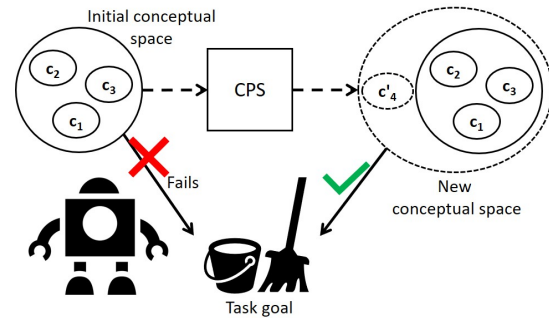 Initial conceptual
space
c2
c3
c1
CPS
c'4
c2
c3
c1
Fails
New
conceptual space
Task goal